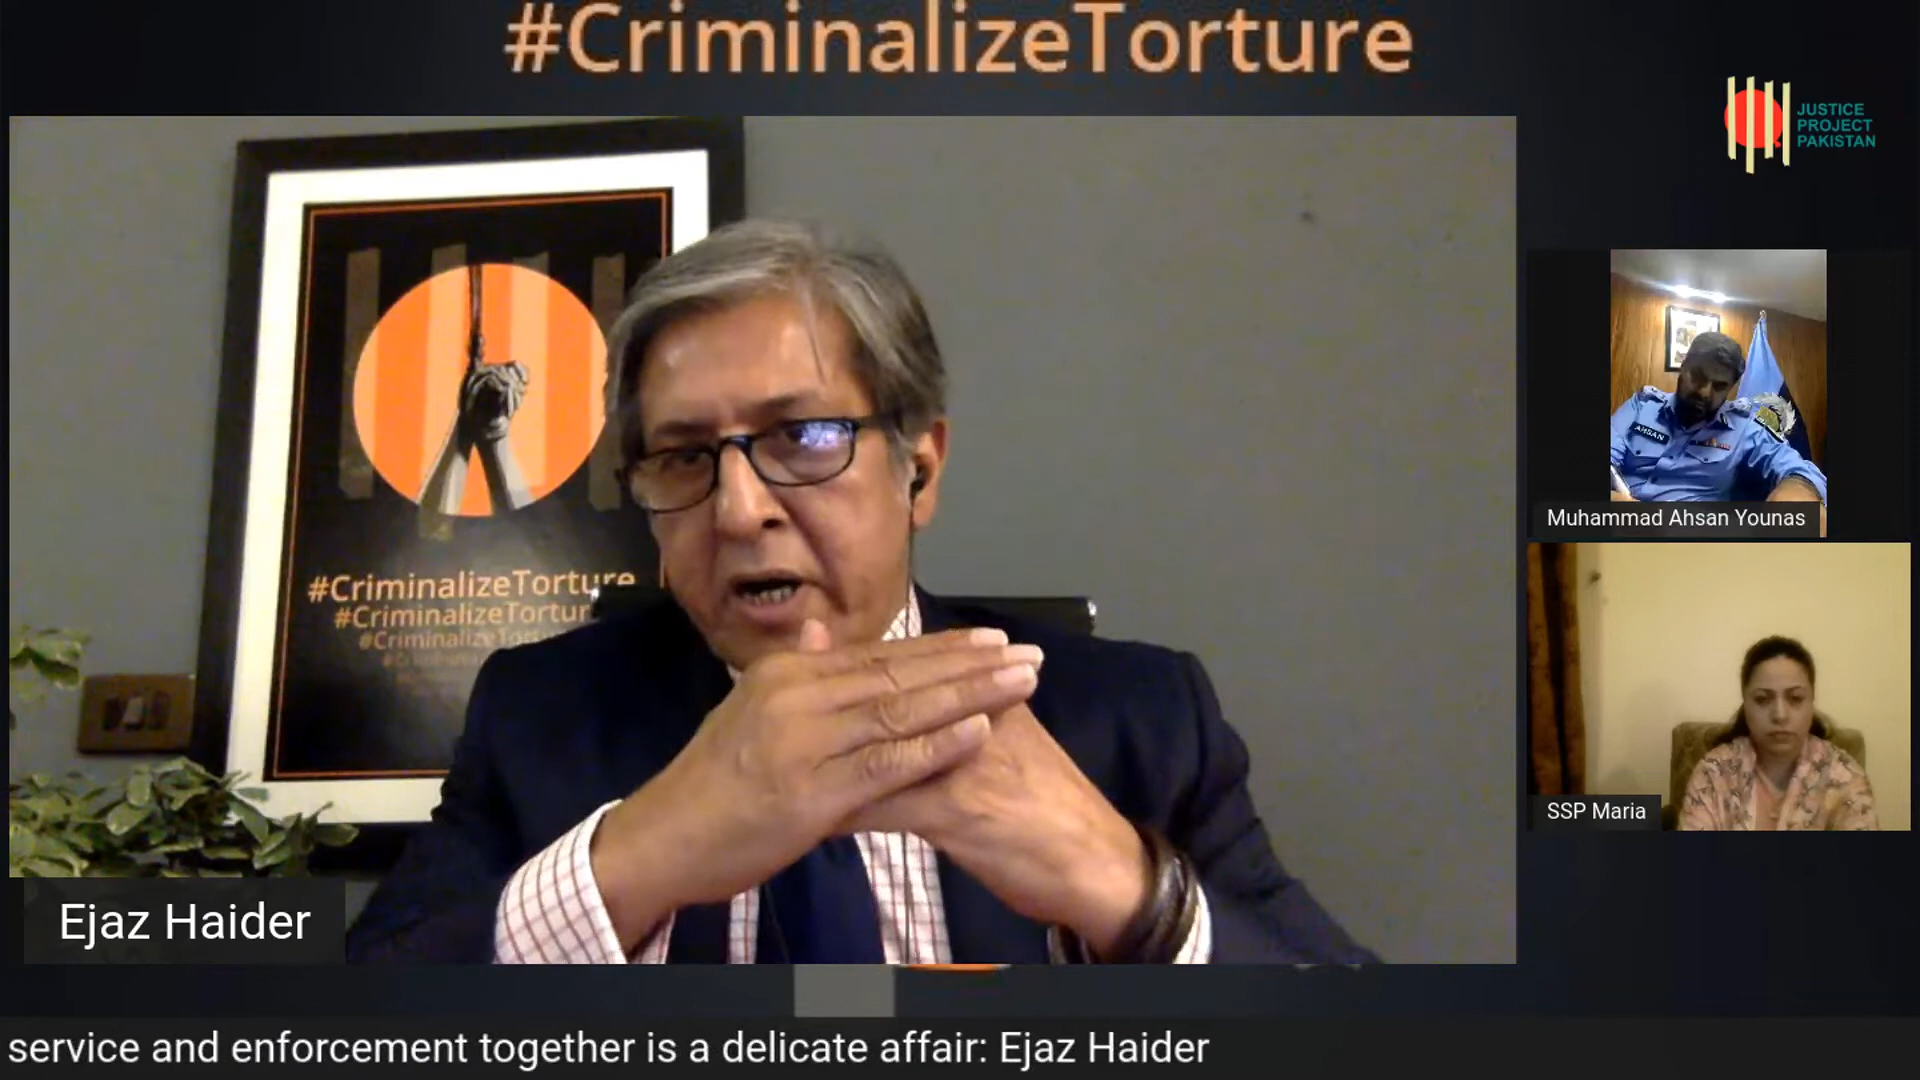 #CriminalizeTorture
JUSTICE
PROJECT
PAKISTAN
#CriminalizeTorture
#CriminalizeTortur
#CriminalizeTort
AHSAN
Muhammad Ahsan Younas
SSP Maria
Ejaz Haider
service and enforcement together is a delicate affair: Ejaz Haider